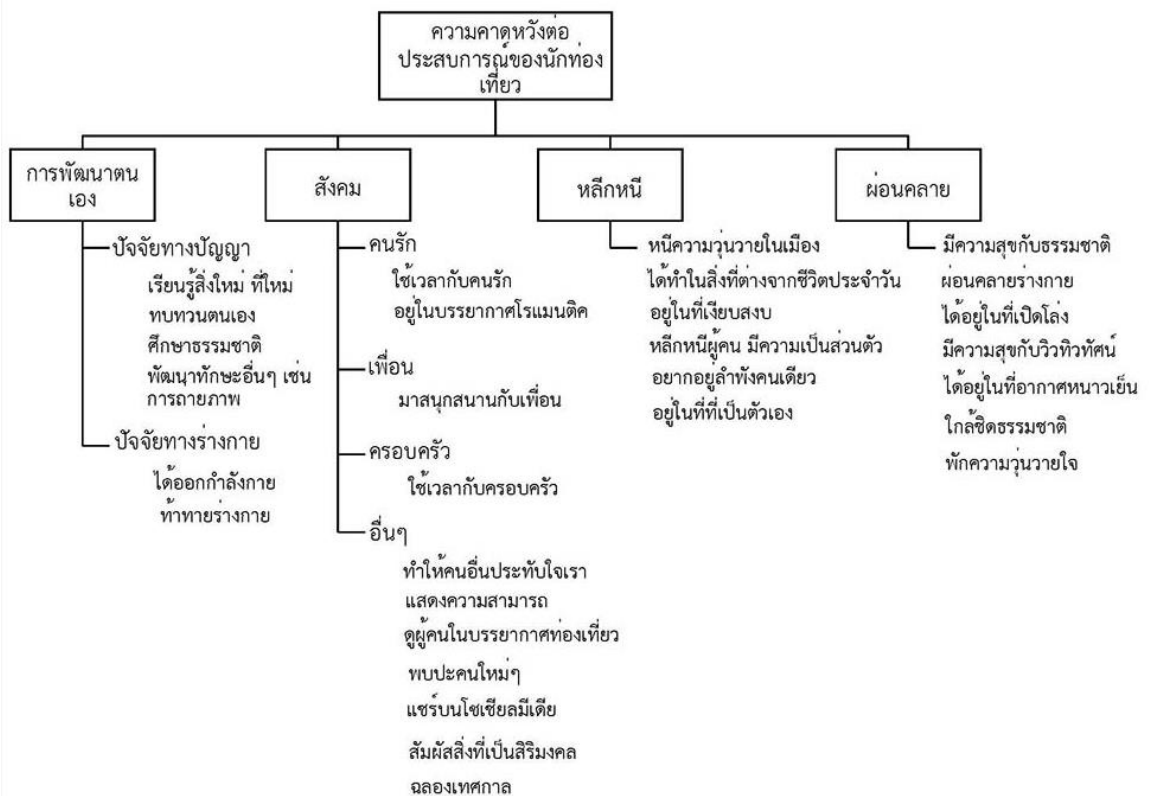 ความคาดหวังต่อ
ประสบการณ์ของนักท่อง
เที่ยว
การพัฒนาตน
เอง
ปัจจัยทางปัญญา
เรียนรู้สิ่งใหม่ ที่ใหม่
ทบทวนตนเอง
ศึกษาธรรมชาติ
พัฒนาทักษะอื่นๆ เช่น
การถายภาพ
ปัจจัยทางร่างกาย
ได้ออกกำลังกาย
ท้าทายร่างกาย
สังคม
คนรัก
ใช้เวลากับคนรัก
อยู่ในบรรยากาศโรแมนติค
เพื่อน
มาสนุกสนานกับเพื่อน
ครอบครัว
ใช้เวลากับครอบครัว
อื่นๆ
ทำให้คนอื่นประทับใจเรา
แสดงความสามารถ
ดูผู้คนในบรรยากาศท่องเที่ยว
พบปะคนใหม่ๆ
แชร์บนโซเชียลมีเดีย
สัมผัสสิ่งที่เป็นสิริมงคล
ฉลองเทศกาล
หลีกหนี
หนีความวุ่นวายในเมือง
ได้ทำในสิ่งที่ต่างจากชีวิตประจำวัน
อยู่ในที่เงียบสงบ
หลีกหนีผู้คน มีความเป็นส่วนตัว
อยากอยู่ลำพังคนเดียว
อยู่ในที่ที่เป็นตัวเอง
ผ่อนคลาย
มีความสุขกับธรรมชาติ
ผ่อนคลายร่างกาย
ได้อยู่ในที่เปิดโล่ง
มีความสุขกับวิวทิวทัศน์
ได้อยู่ในที่อากาศหนาวเย็น
ใกล้ชิดธรรมชาติ
พักความวุ่นวายใจ